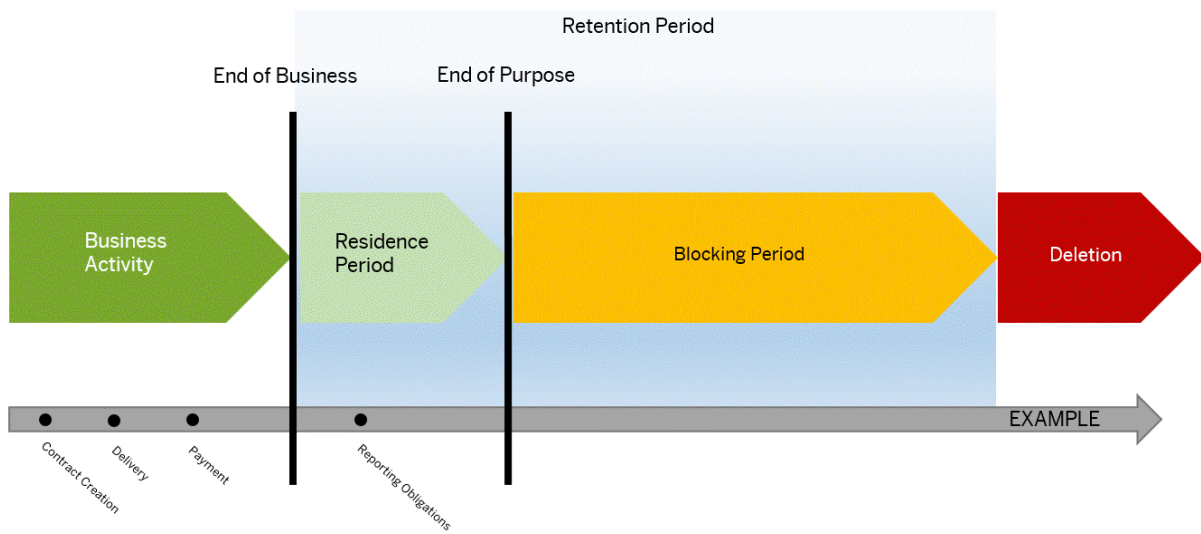 Retention Period
End of Business
End of Purpose
Business
Activity
Residence
Period
Blocking Period
Deletion
EXAMPLE
Contract Creation
Delivery
Payment
Reporting Obligations